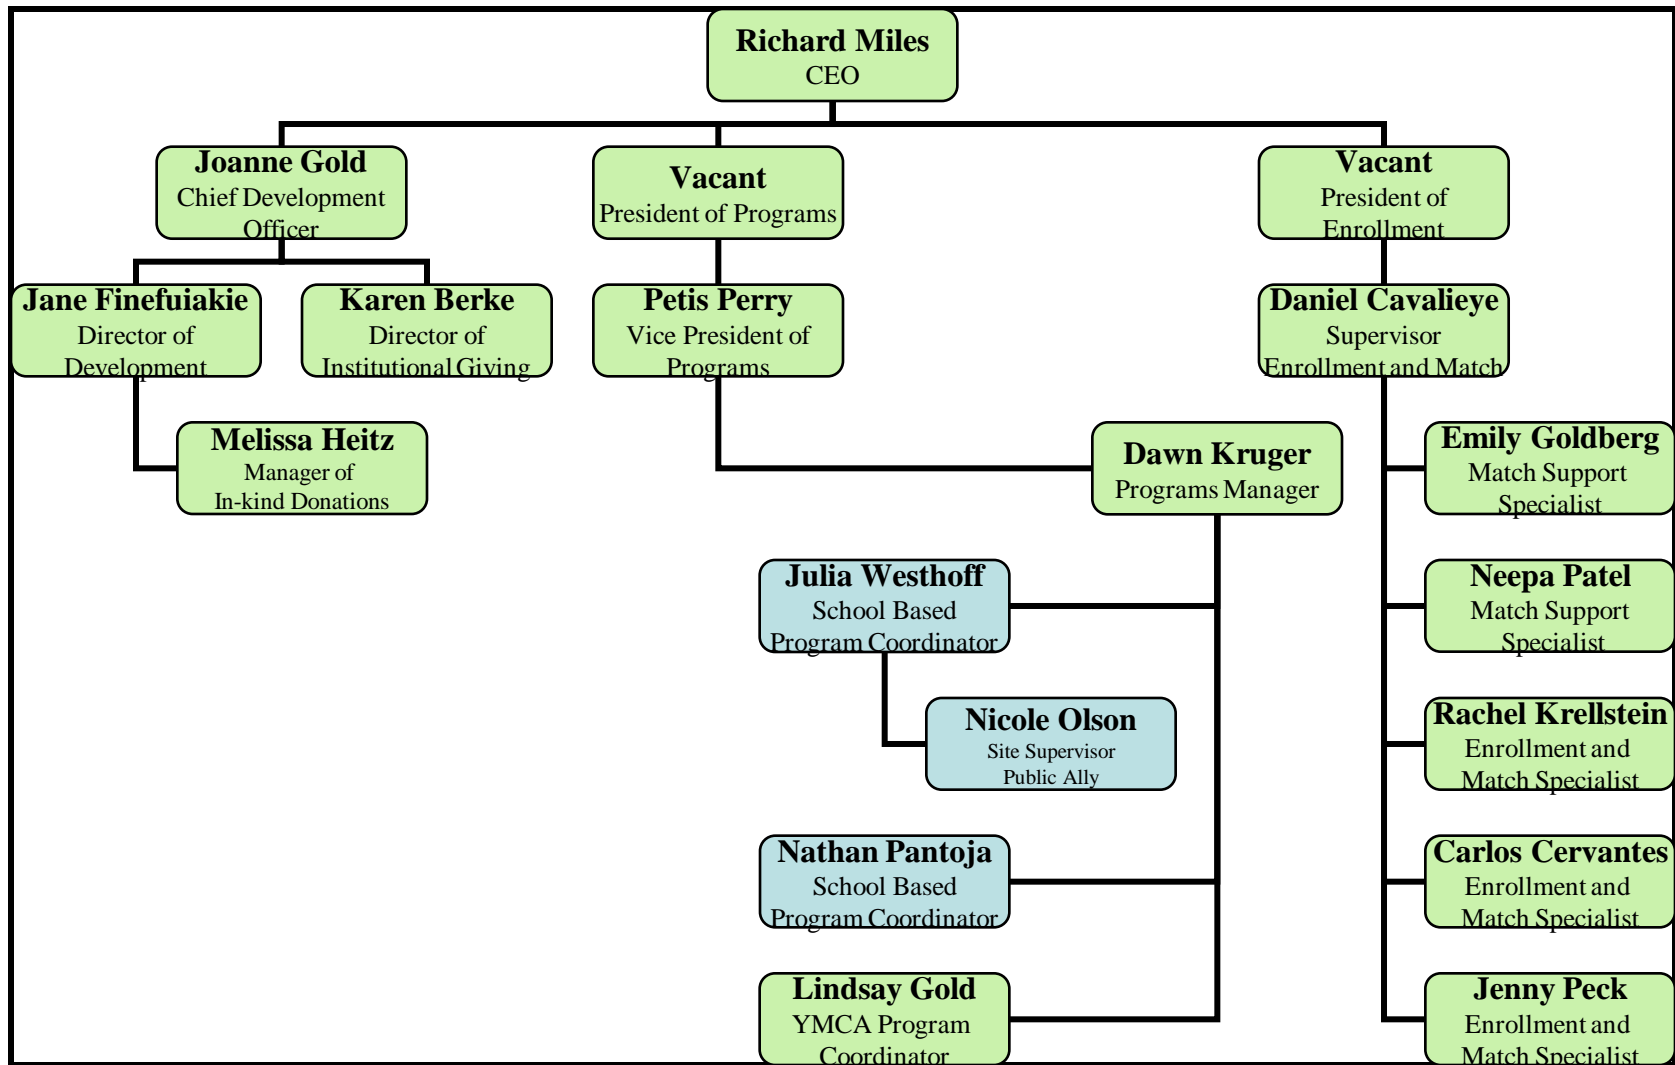 Richard Miles
CEO
Joanne Gold
Chief Development
Officer
Vacant
President of Programs
Vacant
President of
Enrollment
Jane Finefuiakie
Director of
Development
Karen Berke
Director of
Institutional Giving
Petis Perry
Vice President of
Programs
Daniel Cavalieye
Supervisor
Enrollment and Match
Melissa Heitz
Manager of
In-kind Donations
Dawn Kruger
Programs Manager
Emily Goldberg
Match Support
Specialist
Julia Westhoff
School Based
Program Coordinator
Neepa Patel
Match Support
Specialist
Nicole Olson
Site Supervisor
Public Ally
Rachel Krellstein
Enrollment and
Match Specialist
Nathan Pantoja
School Based
Program Coordinator
Carlos Cervantes
Enrollment and
Match Specialist
Lindsay Gold
YMCA Program
Coordinator
Jenny Peck
Enrollment and
Match Specialist